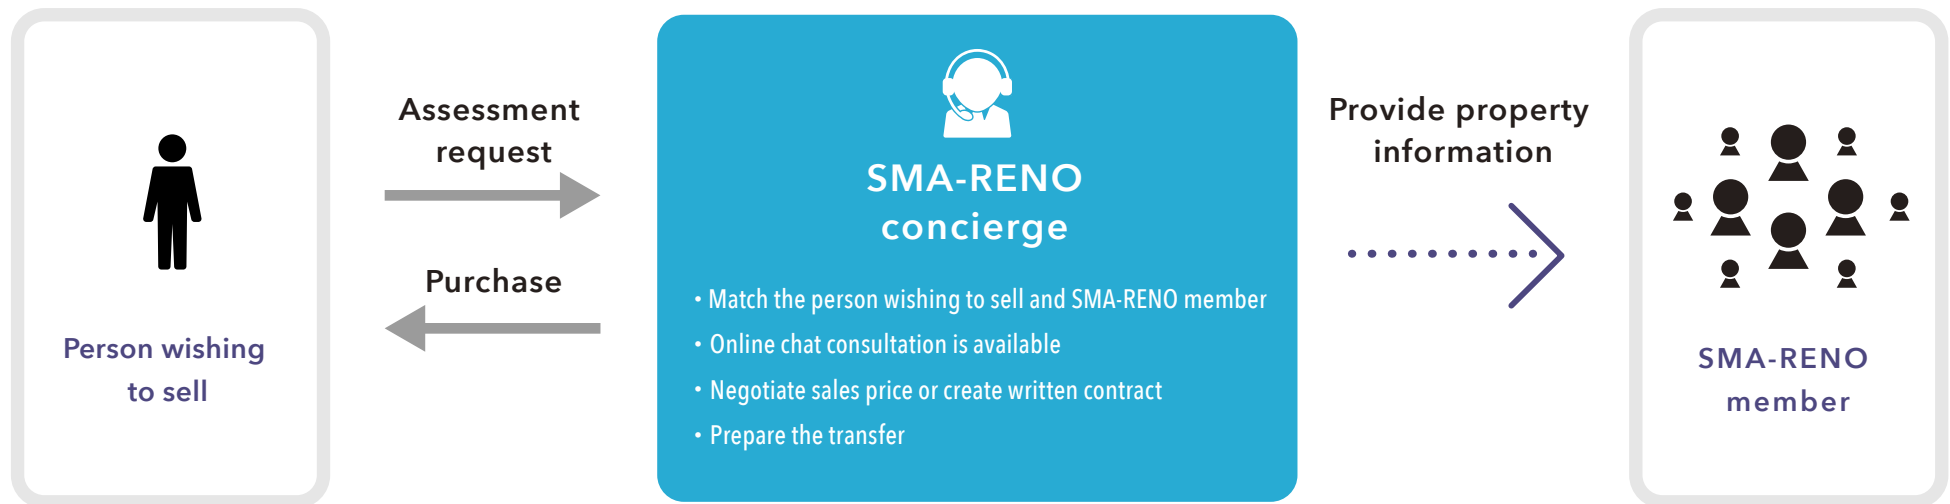 Person wishing
to sell
Assessment
request
Purchase
SMA-RENO
concierge
・Match the person wishing to sell and SMA-RENO member
・Online chat consultation is available
・Negotiate sales price or create written contract
・Prepare the transfer
Provide property
information
SMA-RENO
member